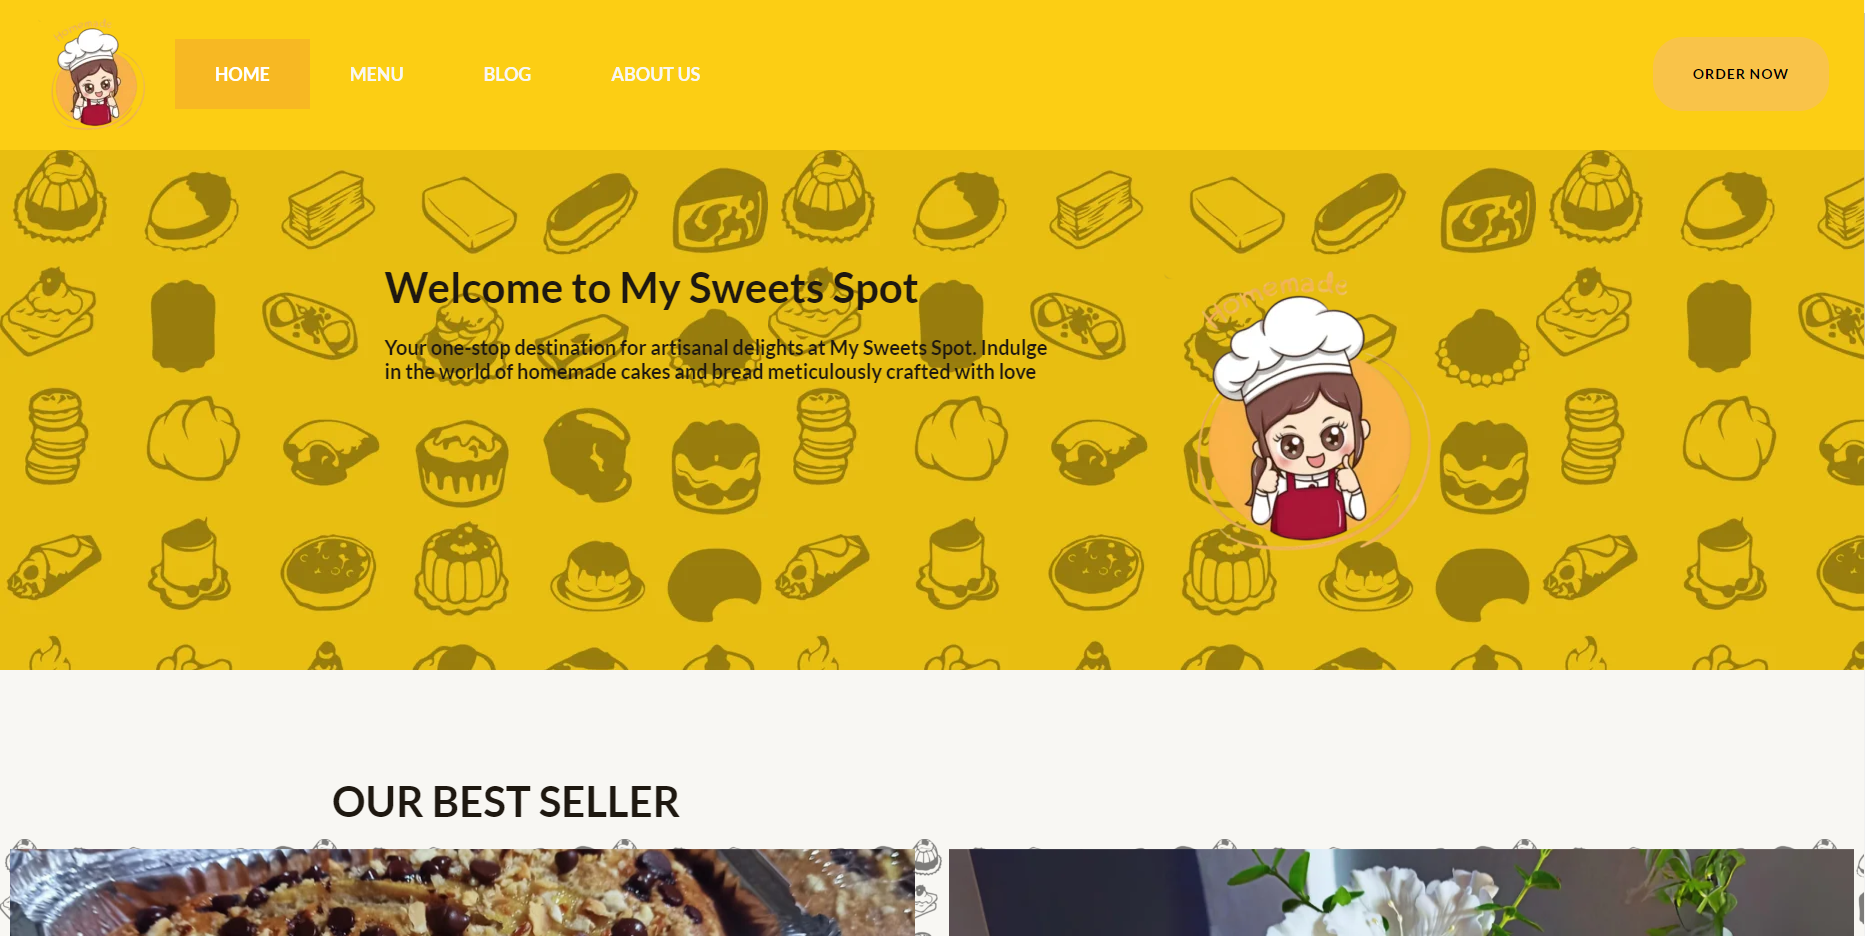 Homemade
HOME
MENU
BLOG
ABOUT US
ORDER NOW
Welcome to My Sweets Spot
Your one-stop destination for artisanal delights at My Sweets Spot. Indulge
in the world of homemade cakes and bread meticulously crafted with love
Homemade
OUR BEST SELLER